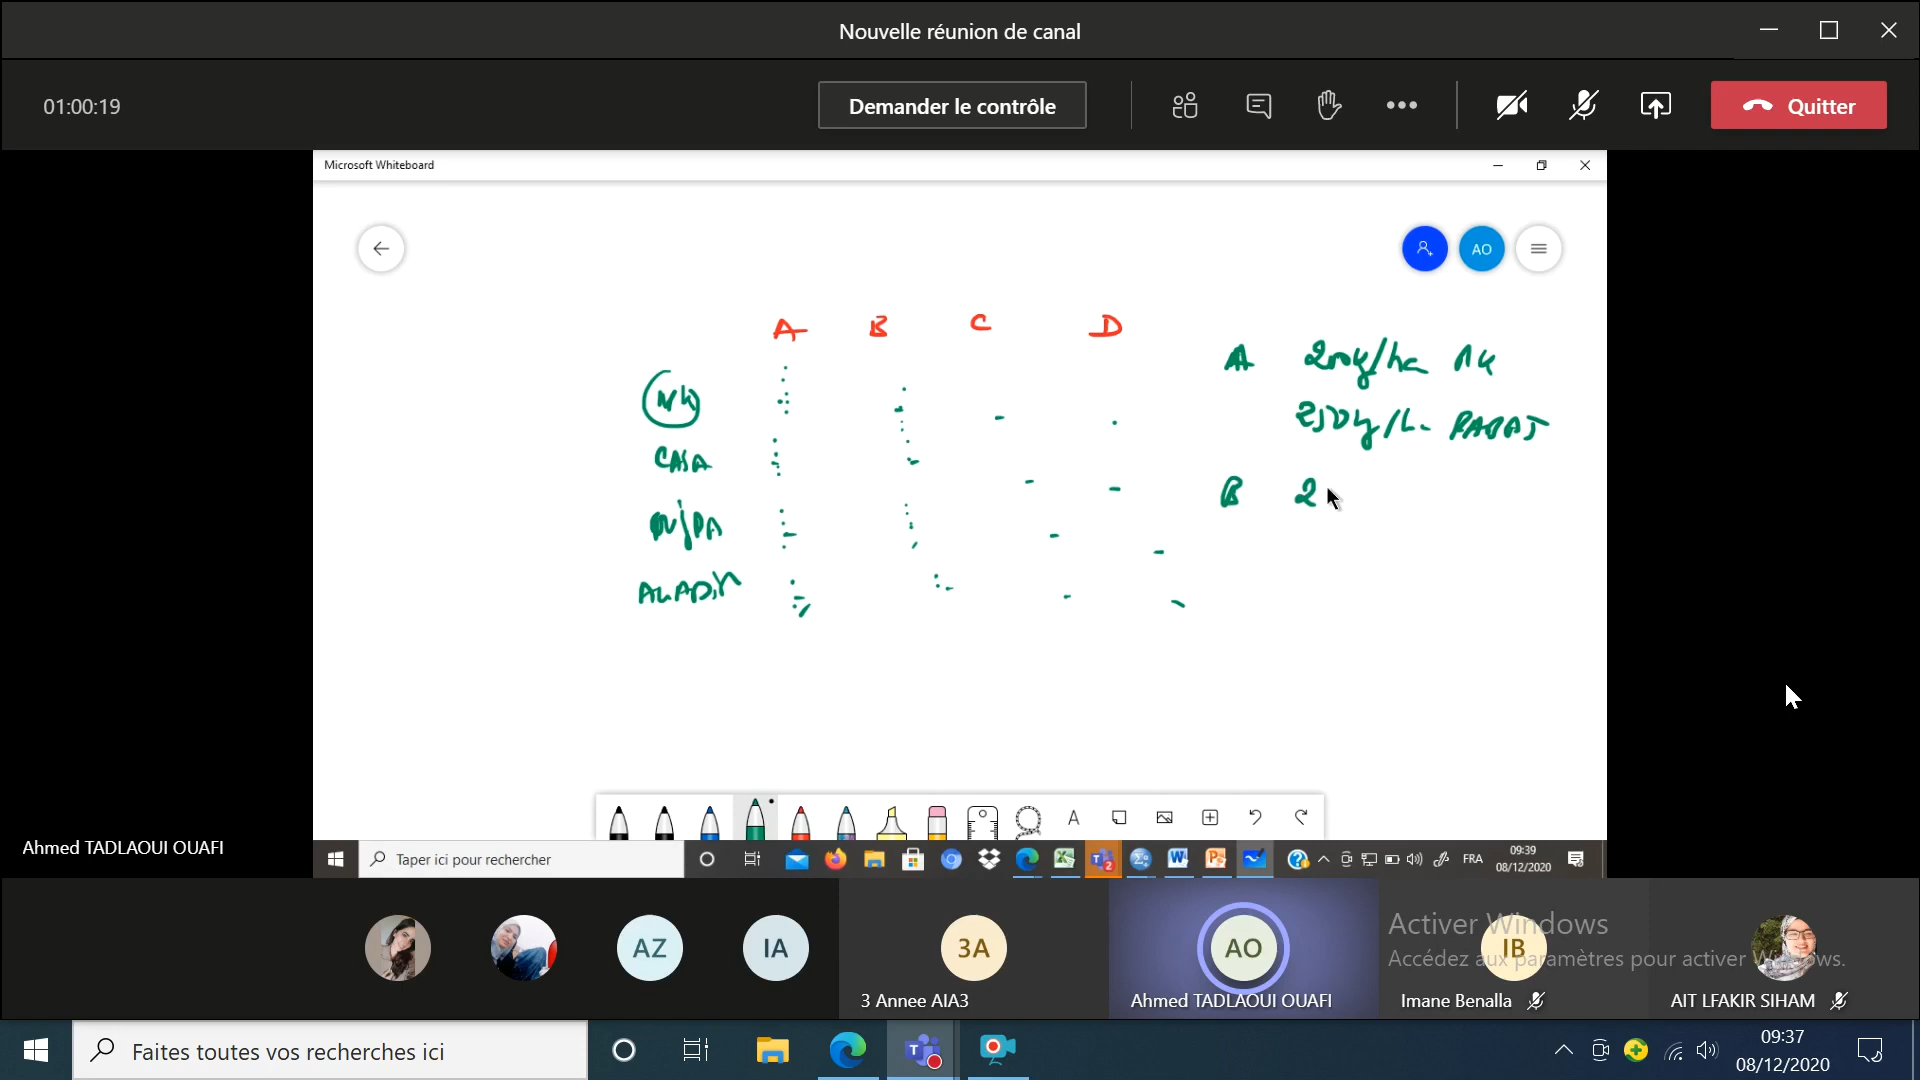 Nouvelle réunion de canal
01:00:19
Demander le contrôle
Quitter
Microsoft Whiteboard
AO
A B C D
A
CASA
B 2
Taper ici pour rechercher
FRA
09:39
08/12/2020
Ahmed TADLAOUI OUAFI
AZ
IA
3A
AO
IB
3 Annee AIA3
Ahmed TADLAOUI OUAFI
Imane Benalla
AIT LFAKIR SIHAM
Activer Windows
Accédez aux paramètres pour activer Windows.
Faites toutes vos recherches ici
09:37
08/12/2020